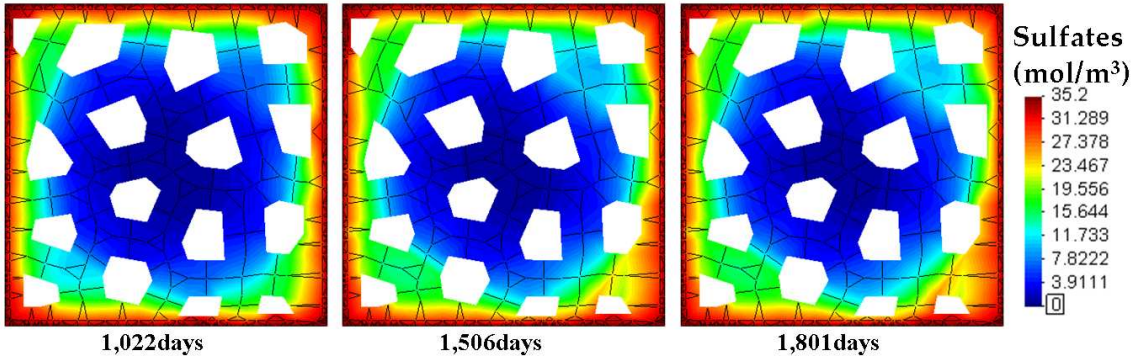 Sulfates
(mol/m³)
35.2
31.289
27.378
23.467
19.556
15.644
11.733
7.8222
3.9111
0
1,022days
1,506days
1,801days